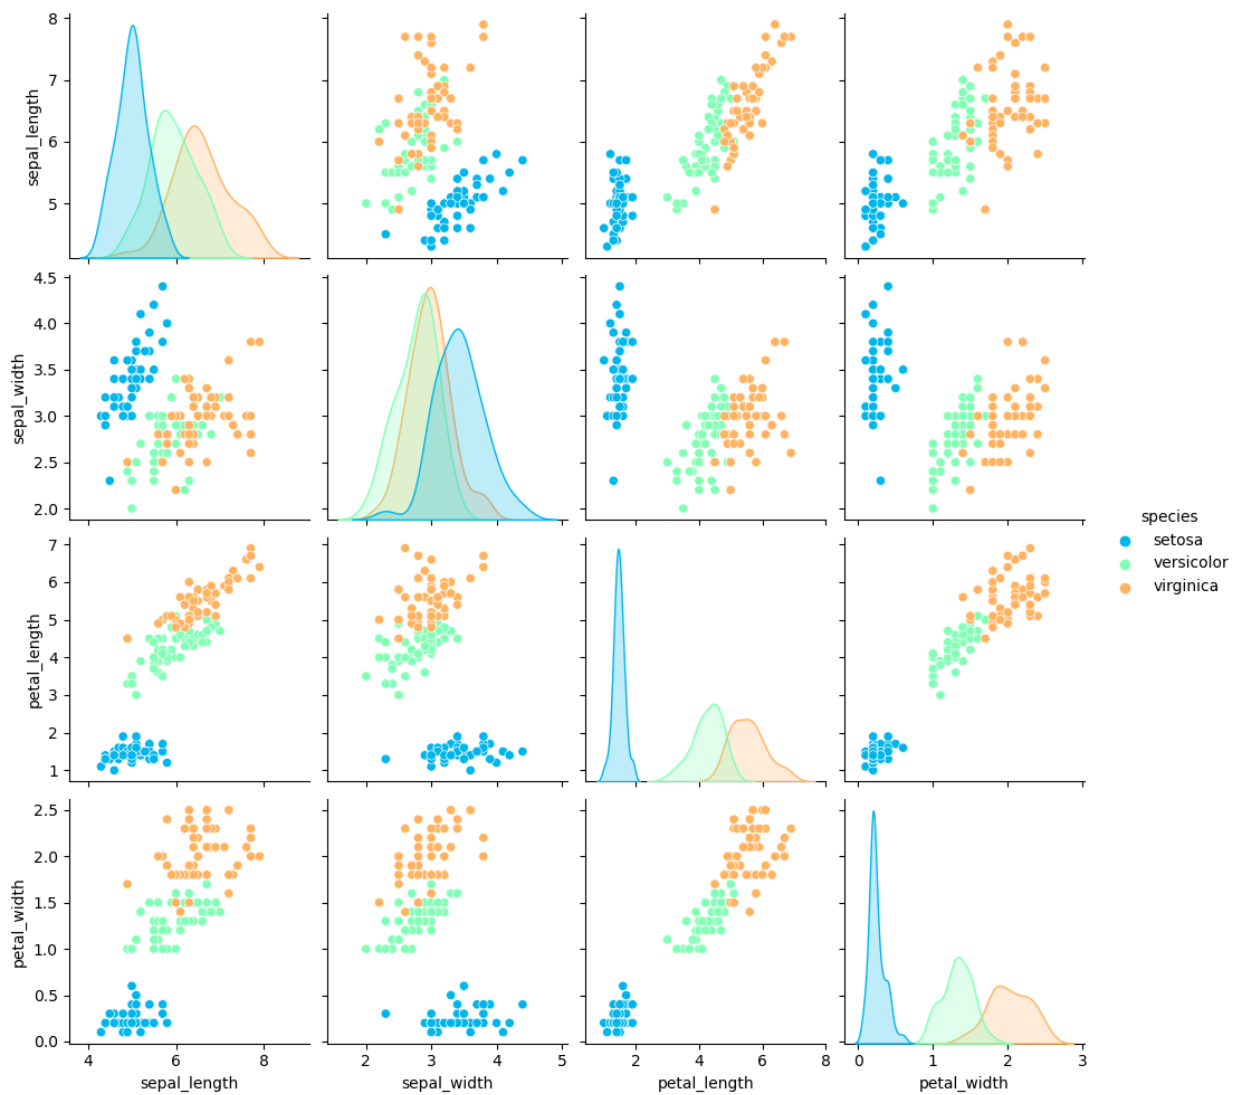 8
7
6
5
sepal_length
4.5
4.0
3.5
3.0
2.5
2.0
sepal_width
species
setosa
versicolor
virginica
7
6
5
4
3
2
1
petal_length
2.5
2.0
1.5
1.0
0.5
0.0
petal_width
4 6 8 2 3 4 5 2 4 6 8 0 1 2 3
sepal_length sepal_width petal_length petal_width